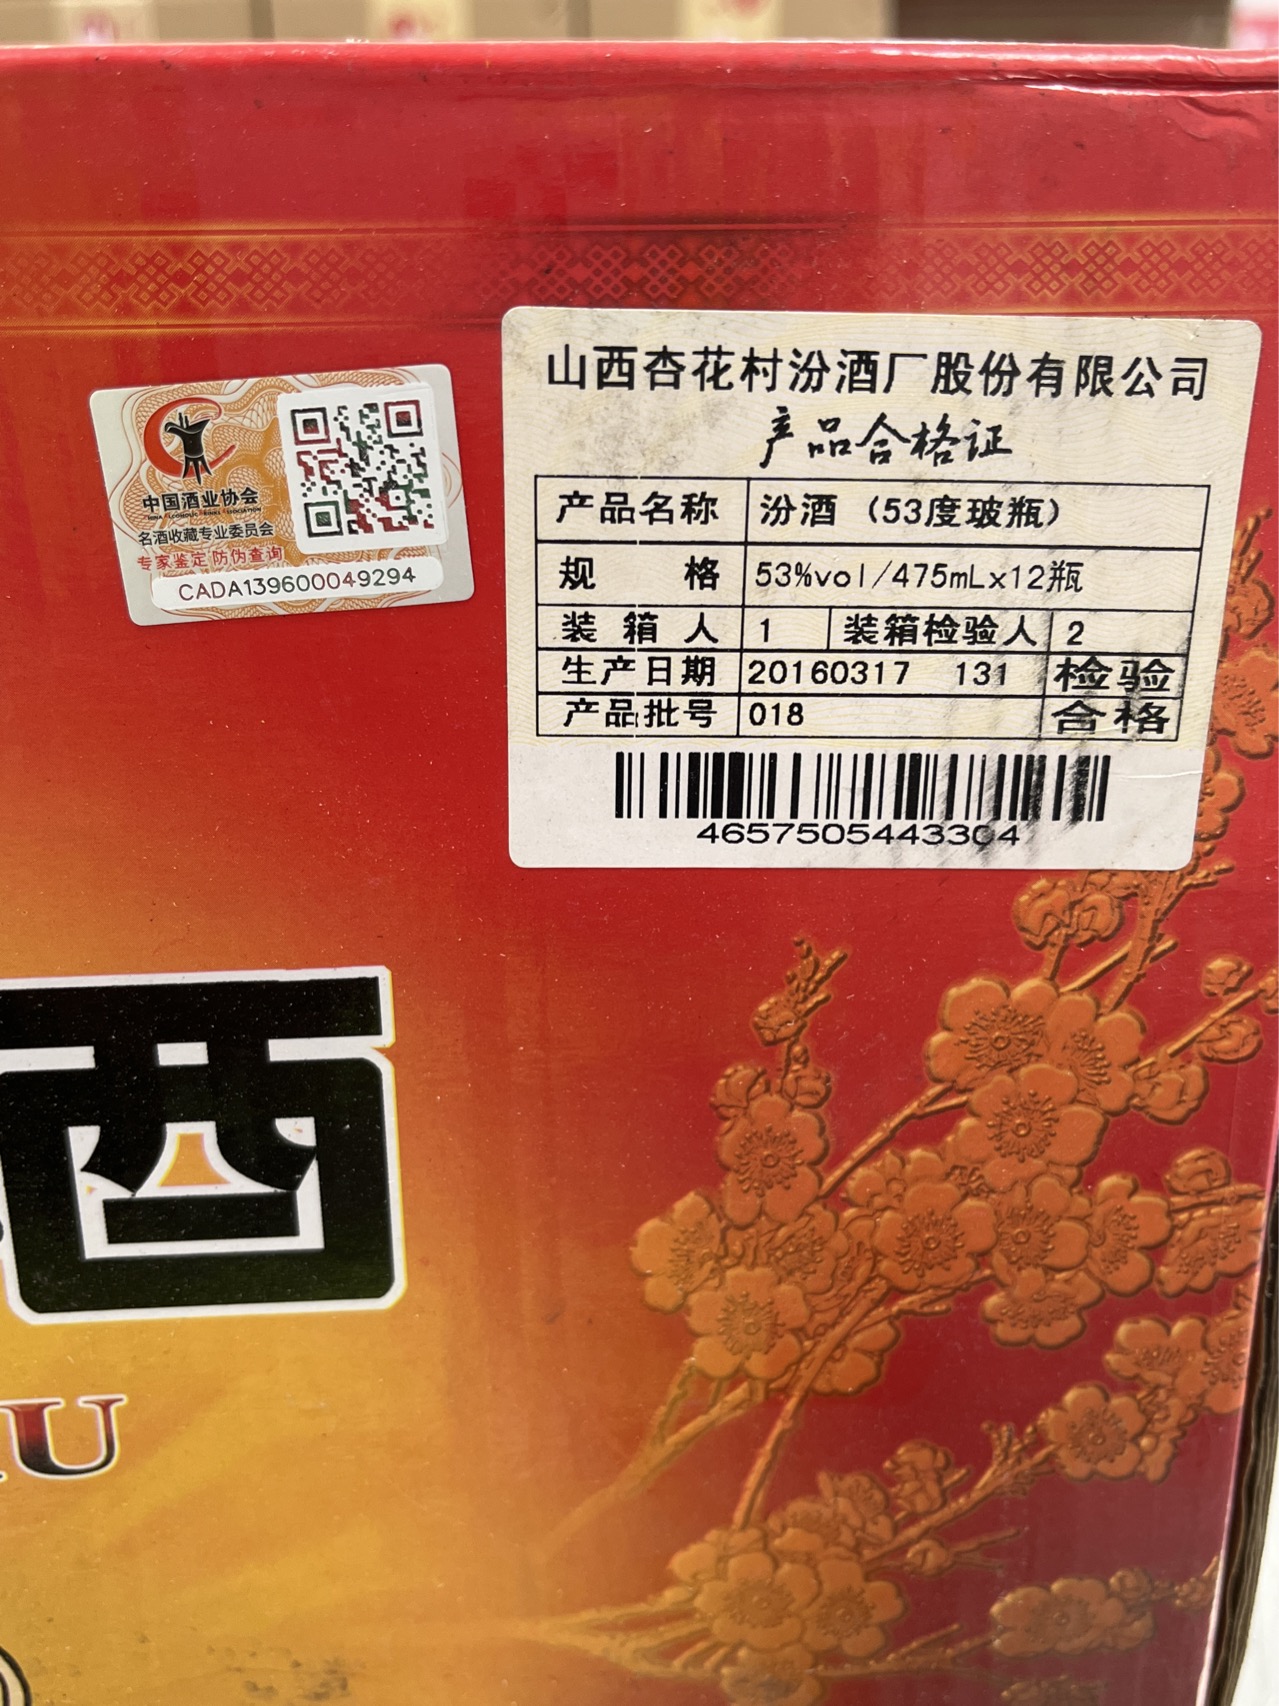 山西杏花村汾酒厂股份有限公司
产品合格证
产品名称 汾酒（53度玻瓶）
规 格 53%vol/475mLx12瓶
装 箱 人 1 装箱检验人 2
生产日期 20160317 131 检验
产品批号 018 合格
4657505443304
中国酒业协会
名酒收藏专业委员会
专家鉴定 防伪查询
CADA139600049294
酒
U